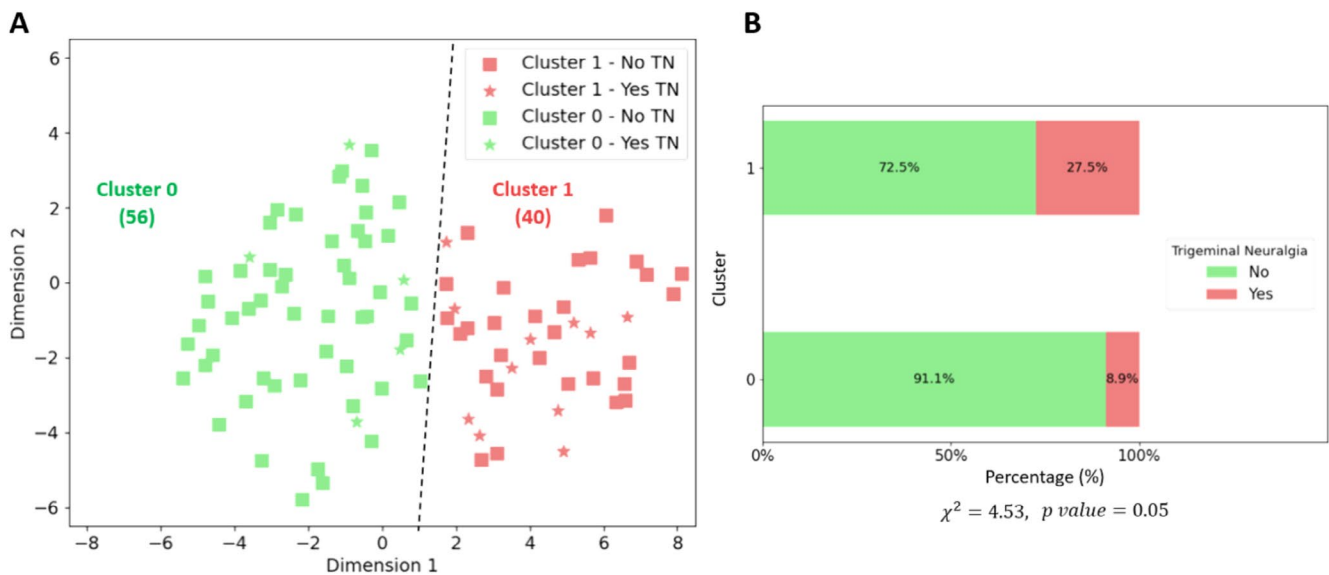 A
6
4
2
0
−2
−4
−6
Dimension 2
−8
−6
−4
−2
0
2
4
6
8
Dimension 1
Cluster 1 - No TN
Cluster 1 - Yes TN
Cluster 0 - No TN
Cluster 0 - Yes TN
Cluster 0
(56)
Cluster 1
(40)
B
Cluster
1
72.5%
27.5%
Trigeminal Neuralgia
No
Yes
0
91.1%
8.9%
0%
50%
100%
Percentage (%)
χ² = 4.53, p value = 0.05